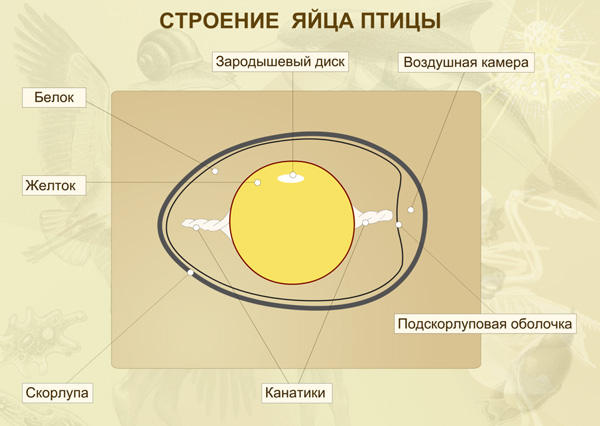 СТРОЕНИЕ ЯЙЦА ПТИЦЫ
Зародышевый диск
Воздушная камера
Белок
Желток
Подскорлуповая оболочка
Скорлупа
Канатики